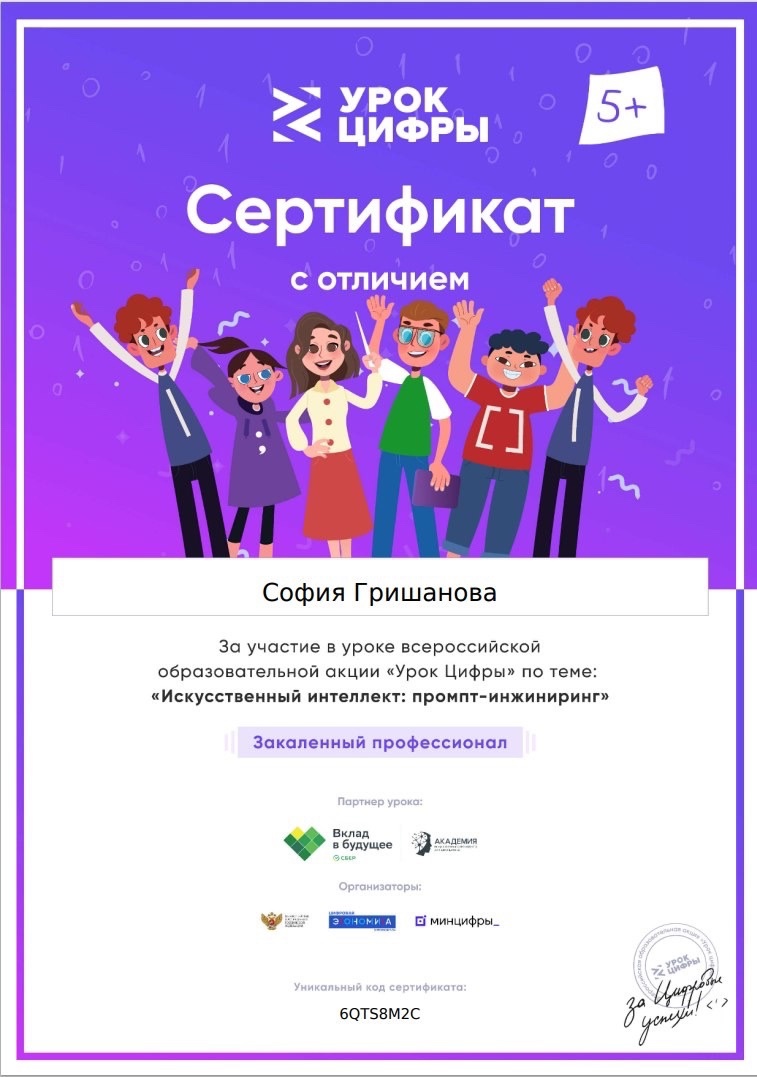 УРОК
ЦИФРЫ
5+
Сертификат
с отличием
София Гришанова
За участие в уроке всероссийской
образовательной акции «Урок Цифры» по теме:
«Искусственный интеллект: промпт-инжиниринг»
Закаленный профессионал
Партнер урока:
Вклад
в будущее
СБЕР
АКАДЕМИЯ
Организаторы:
ЦИФРОВАЯ
ЭКОНОМИКА
минцифры_
УРОК
ЦИФРЫ
за Цифровые
успехи! <'>
Уникальный код сертификата:
6QTS8M2C